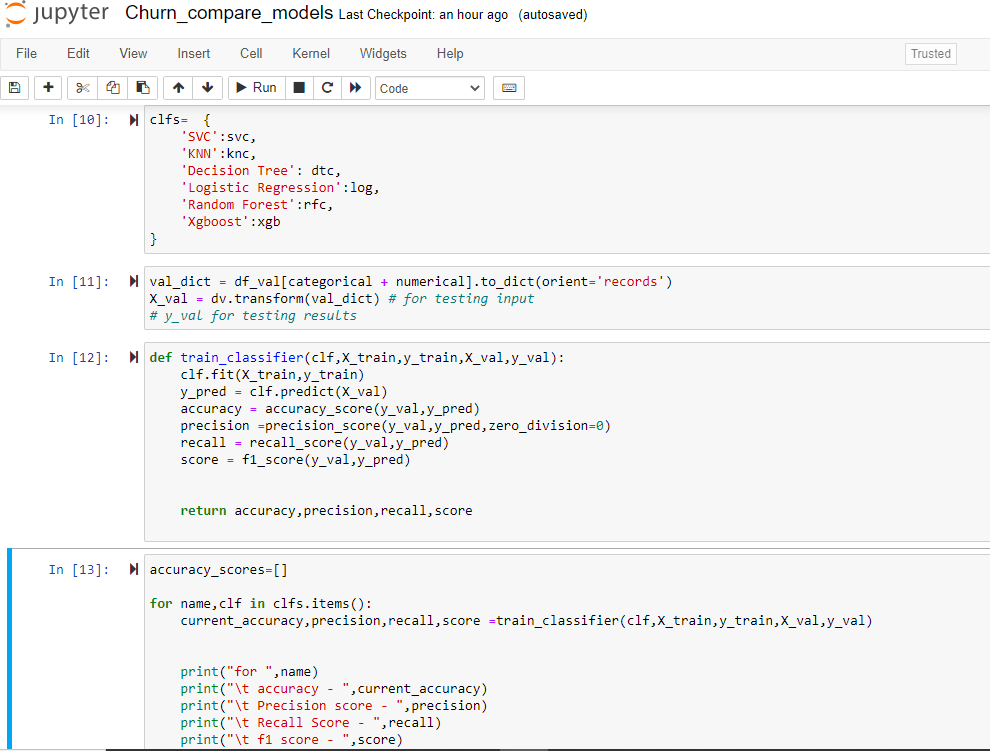 jupyter Churn_compare_models Last Checkpoint: an hour ago (autosaved)
File Edit View Insert Cell Kernel Widgets Help Trusted
Run Code
In [10]: clfs= {
'SVC':svc,
'KNN':knc,
'Decision Tree': dtc,
'Logistic Regression':log,
'Random Forest':rfc,
'Xgboost':xgb
}
In [11]: val_dict = df_val[categorical + numerical].to_dict(orient='records')
X_val = dv.transform(val_dict) # for testing input
# y_val for testing results
In [12]: def train_classifier(clf,X_train,y_train,X_val,y_val):
clf.fit(X_train,y_train)
y_pred = clf.predict(X_val)
accuracy = accuracy_score(y_val,y_pred)
precision =precision_score(y_val,y_pred,zero_division=0)
recall = recall_score(y_val,y_pred)
score = f1_score(y_val,y_pred)
return accuracy,precision,recall,score
In [13]: accuracy_scores=[]
for name,clf in clfs.items():
current_accuracy,precision,recall,score =train_classifier(clf,X_train,y_train,X_val,y_val)
print("for ",name)
print("\t accuracy - ",current_accuracy)
print("\t Precision score - ",precision)
print("\t Recall Score - ",recall)
print("\t f1 score - ",score)